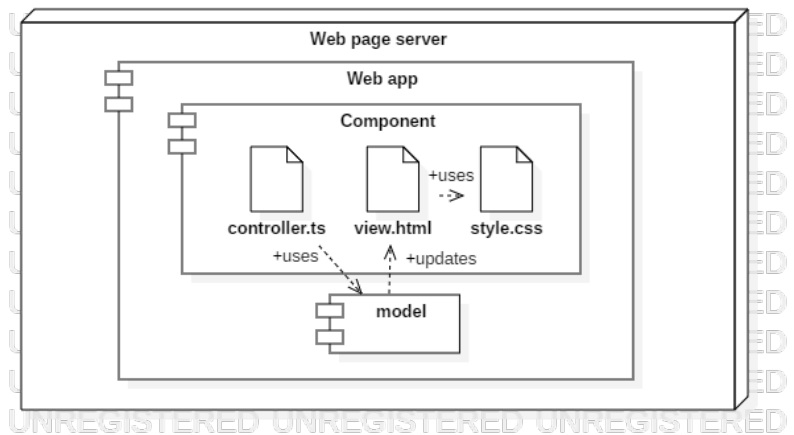 Web page server
Web app
Component
+uses
controller.ts view.html style.css
+uses +updates
model
UNREGISTERED UNREGISTERED UNREGISTERED